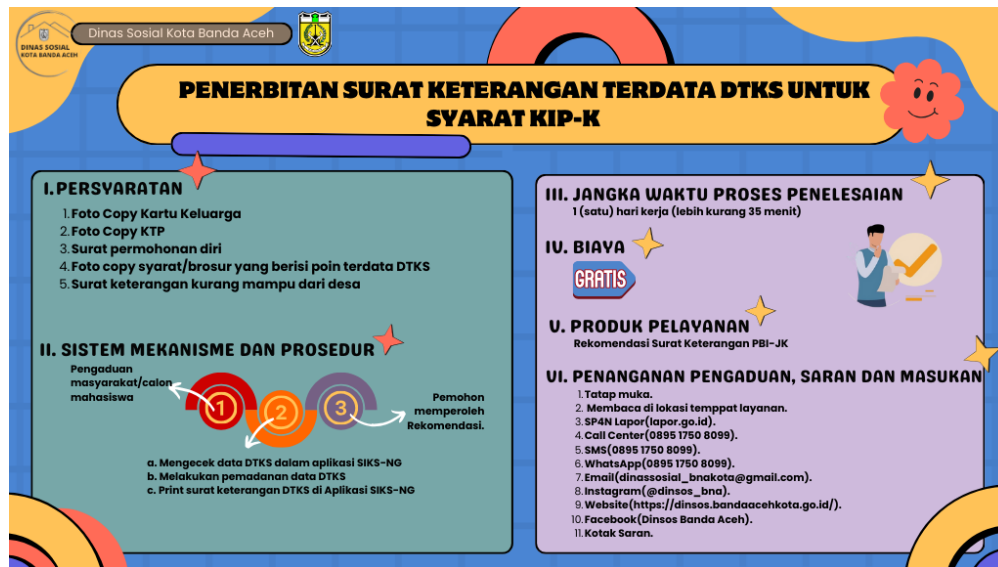 DINAS SOSIAL
KOTA BANDA ACEH
Dinas Sosial Kota Banda Aceh
PENERBITAN SURAT KETERANGAN TERDATA DTKS UNTUK
SYARAT KIP-K
I. PERSYARATAN
1. Foto Copy Kartu Keluarga
2. Foto Copy KTP
3. Surat permohonan diri
4. Foto copy syarat/brosur yang berisi poin terdata DTKS
5. Surat keterangan kurang mampu dari desa
II. SISTEM MEKANISME DAN PROSEDUR
Pengaduan
masyarakat/calon
mahasiswa
1
2
3
Pemohon
memperoleh
Rekomendasi.
a. Mengecek data DTKS dalam aplikasi SIKS-NG
b. Melakukan pemadanan data DTKS
c. Print surat keterangan DTKS di Aplikasi SIKS-NG
III. JANGKA WAKTU PROSES PENELESAIAN
1 (satu) hari kerja (lebih kurang 35 menit)
IV. BIAYA
GRATIS
V. PRODUK PELAYANAN
Rekomendasi Surat Keterangan PBI-JK
VI. PENANGANAN PENGADUAN, SARAN DAN MASUKAN
1. Tatap muka.
2. Membaca di lokasi temppat layanan.
3. SP4N Lapor(lapor.go.id).
4. Call Center(0895 1750 8099).
5. SMS(0895 1750 8099).
6. WhatsApp(0895 1750 8099).
7. Email(dinassosial_bnakota@gmail.com).
8. Instagram(@dinsos_bna).
9. Website(https://dinsos.bandaacehkota.go.id/).
10. Facebook(Dinsos Banda Aceh).
11. Kotak Saran.